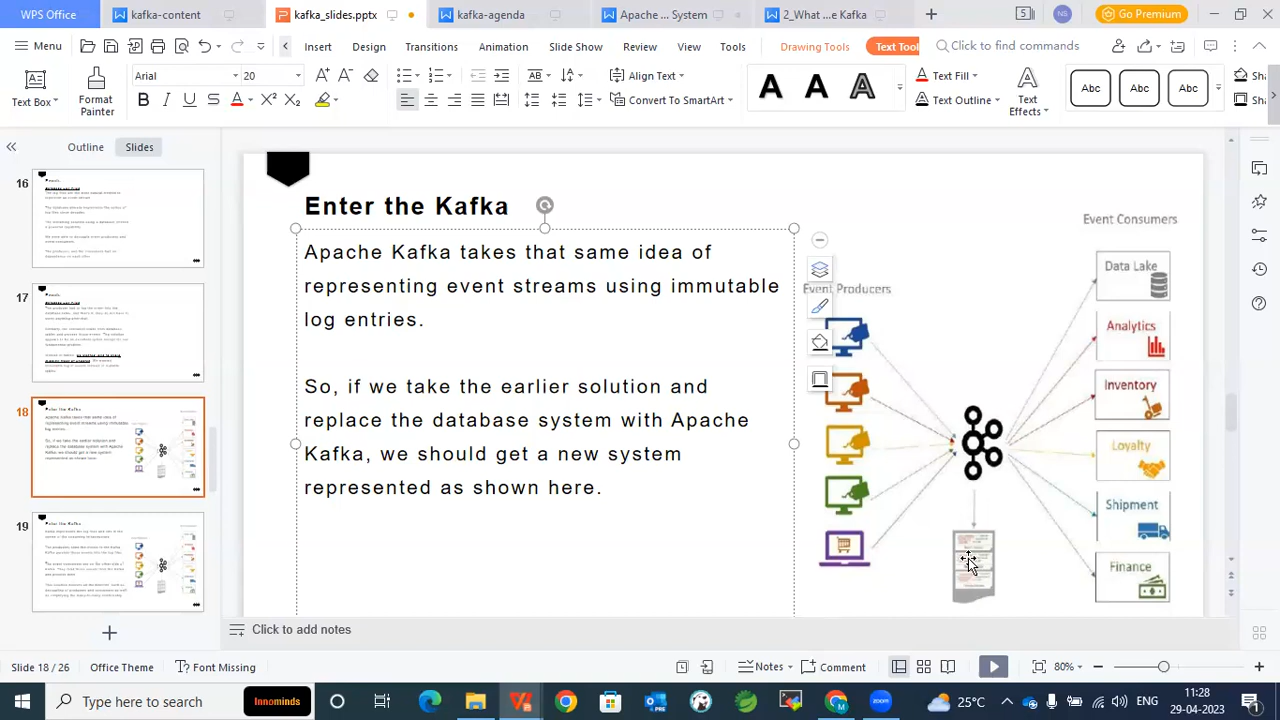 WPS Office
kafka-content
kafka_slides.pptx
kafka-agenda
Apache ... System
2_What ...e Kafka
NS
Go Premium
Menu
Insert
Design
Transitions
Animation
Slide Show
Review
View
Tools
Drawing Tools
Text Tool
Click to find commands
Text Box
Format
Painter
Arial
20
Align Text
Convert To SmartArt
Text Fill
Text Outline
Text
Effects
Abc
Abc
Abc
Sha
Sha
Outline
Slides
16
17
18
19
Enter the Kafka
Apache Kafka takes that same idea of
representing event streams using immutable
log entries.
So, if we take the earlier solution and
replace the database system with Apache
Kafka, we should get a new system
represented as shown here.
Event Producers
Event Consumers
Data Lake
Analytics
Inventory
Loyalty
Shipment
Finance
Click to add notes
Slide 18 / 26
Office Theme
Font Missing
Notes
Comment
80%
Type here to search
Innominds
25°C
ENG
11:28
29-04-2023